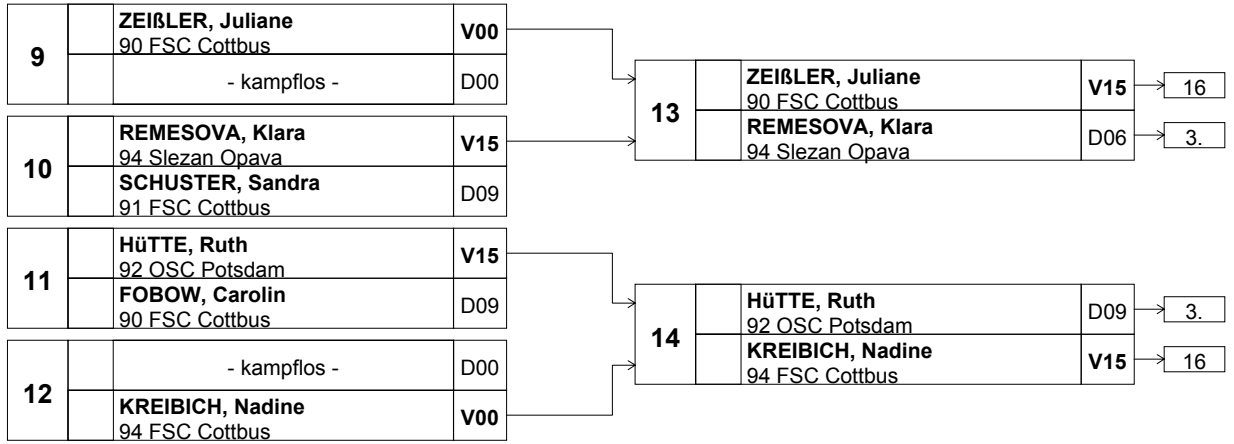 9
ZEIßLER, Juliane
90 FSC Cottbus
V00
- kampflos -
D00
10
REMESOVA, Klara
94 Slezan Opava
V15
SCHUSTER, Sandra
91 FSC Cottbus
D09
11
HüTTE, Ruth
92 OSC Potsdam
V15
FOBOW, Carolin
90 FSC Cottbus
D09
12
- kampflos -
D00
KREIBICH, Nadine
94 FSC Cottbus
V00
13
ZEIßLER, Juliane
90 FSC Cottbus
V15
16
REMESOVA, Klara
94 Slezan Opava
D06
3.
14
HüTTE, Ruth
92 OSC Potsdam
D09
3.
KREIBICH, Nadine
94 FSC Cottbus
V15
16